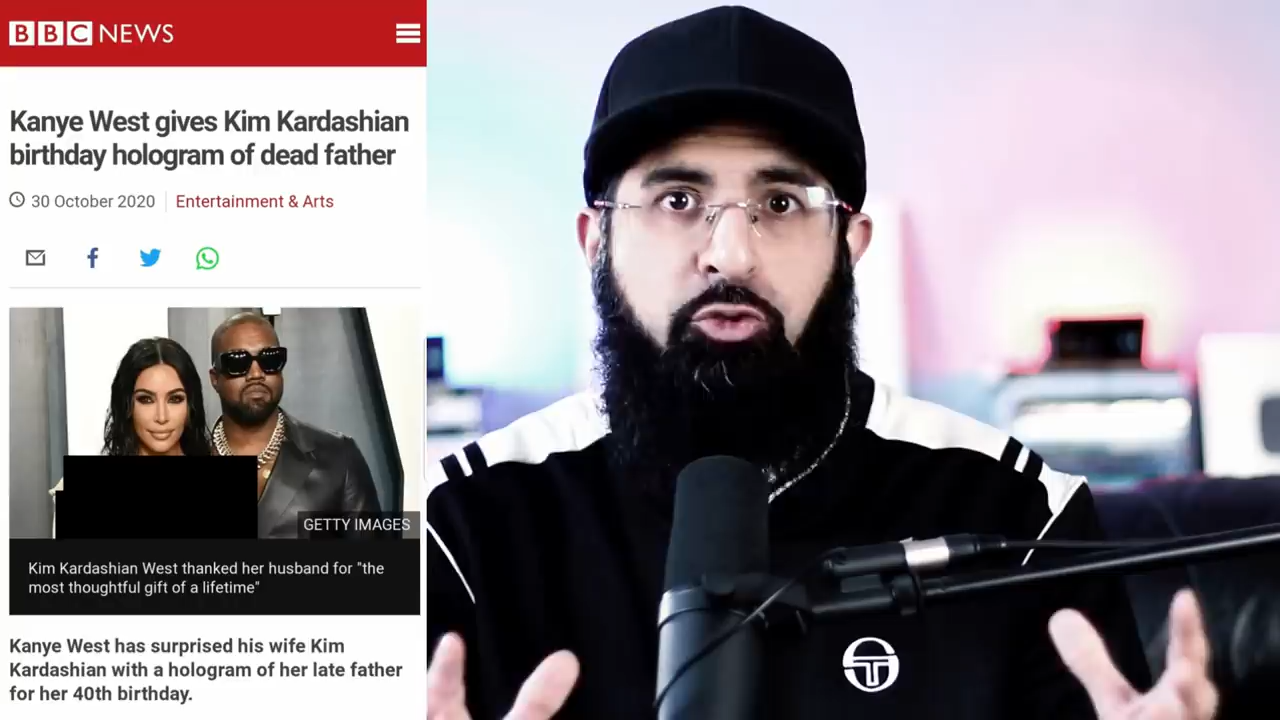 BBC NEWS
Kanye West gives Kim Kardashian
birthday hologram of dead father
30 October 2020
Entertainment & Arts
GETTY IMAGES
Kim Kardashian West thanked her husband for "the
most thoughtful gift of a lifetime"
Kanye West has surprised his wife Kim
Kardashian with a hologram of her late father
for her 40th birthday.